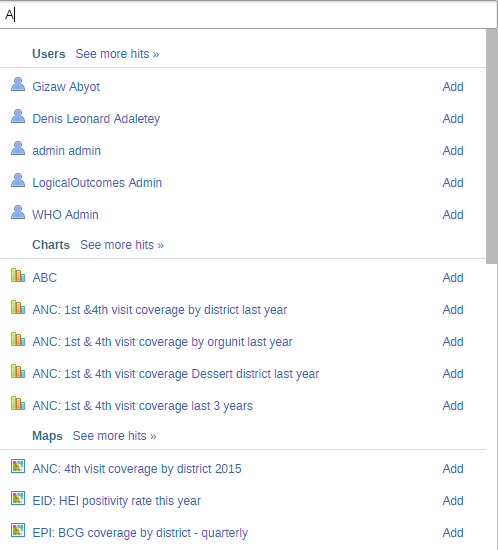 A
Users See more hits »
Gizaw Abyot Add
Denis Leonard Adaletey Add
admin admin Add
LogicalOutcomes Admin Add
WHO Admin Add
Charts See more hits »
ABC Add
ANC: 1st &4th visit coverage by district last year Add
ANC: 1st & 4th visit coverage by orgunit last year Add
ANC: 1st & 4th visit coverage Dessert district last year Add
ANC: 1st & 4th visit coverage last 3 years Add
Maps See more hits »
ANC: 4th visit coverage by district 2015 Add
EID: HEI positivity rate this year Add
EPI: BCG coverage by district - quarterly Add